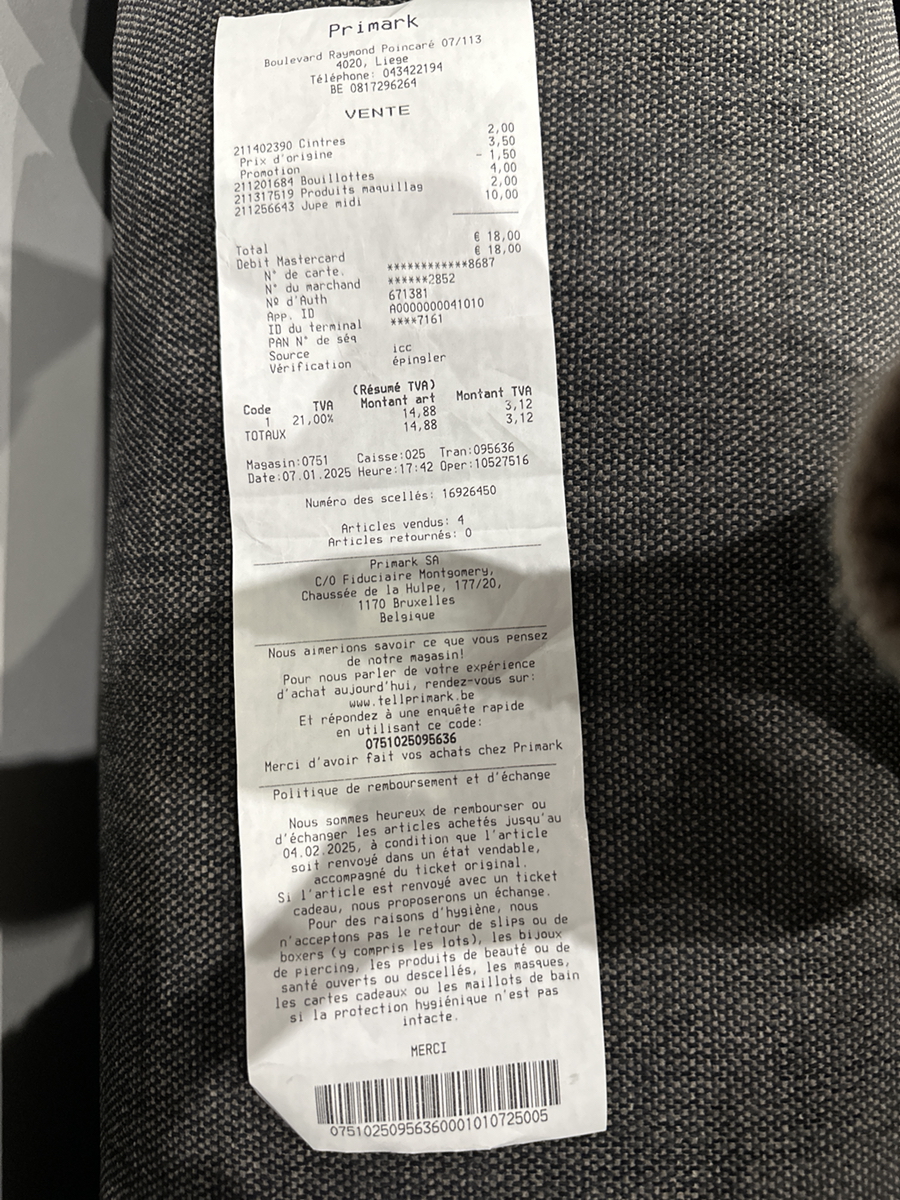 Primark
Boulevard Raymond Poincaré 07/113
4020, Liege
Téléphone: 043422194
BE 0817296264
VENTE
211402390 Cintres 2,00
Prix d'origine 3,50
Promotion - 1,50
211201684 Bouillottes 4,00
211317519 Produits maquillag 2,00
211256643 Jupe midi 10,00
Total € 18,00
Debit Mastercard € 18,00
N° de carte. ************8687
N° du marchand ******2852
Nº d'Auth 671381
App. ID A0000000041010
ID du terminal ****7161
PAN N° de séq
Source icc
Vérification épingler
(Résumé TVA)
Code TVA Montant art Montant TVA
1 21,00% 14,88 3,12
TOTAUX 14,88 3,12
Magasin:0751 Caisse:025 Tran:095636
Date:07.01.2025 Heure:17:42 Oper:10527516
Numéro des scellés: 16926450
Articles vendus: 4
Articles retournés: 0
Primark SA
C/O Fiduciaire Montgomery,
Chaussée de la Hulpe, 177/20,
1170 Bruxelles
Belgique
Nous aimerions savoir ce que vous pensez
de notre magasin!
Pour nous parler de votre expérience
d'achat aujourd'hui, rendez-vous sur:
www.tellprimark.be
Et répondez à une enquête rapide
en utilisant ce code:
0751025095636
Merci d'avoir fait vos achats chez Primark
Politique de remboursement et d'échange
Nous sommes heureux de rembourser ou
d'échanger les articles achetés jusqu'au
04.02.2025, à condition que l'article
soit renvoyé dans un état vendable,
accompagné du ticket original.
Si l'article est renvoyé avec un ticket
cadeau, nous proposerons un échange.
Pour des raisons d'hygiène, nous
n'acceptons pas le retour de slips ou de
boxers (y compris les lots), les bijoux
de piercing, les produits de beauté ou de
santé ouverts ou descellés, les masques,
les cartes cadeaux ou les maillots de bain
si la protection hygiénique n'est pas
intacte.
MERCI
07510250956360001010725005